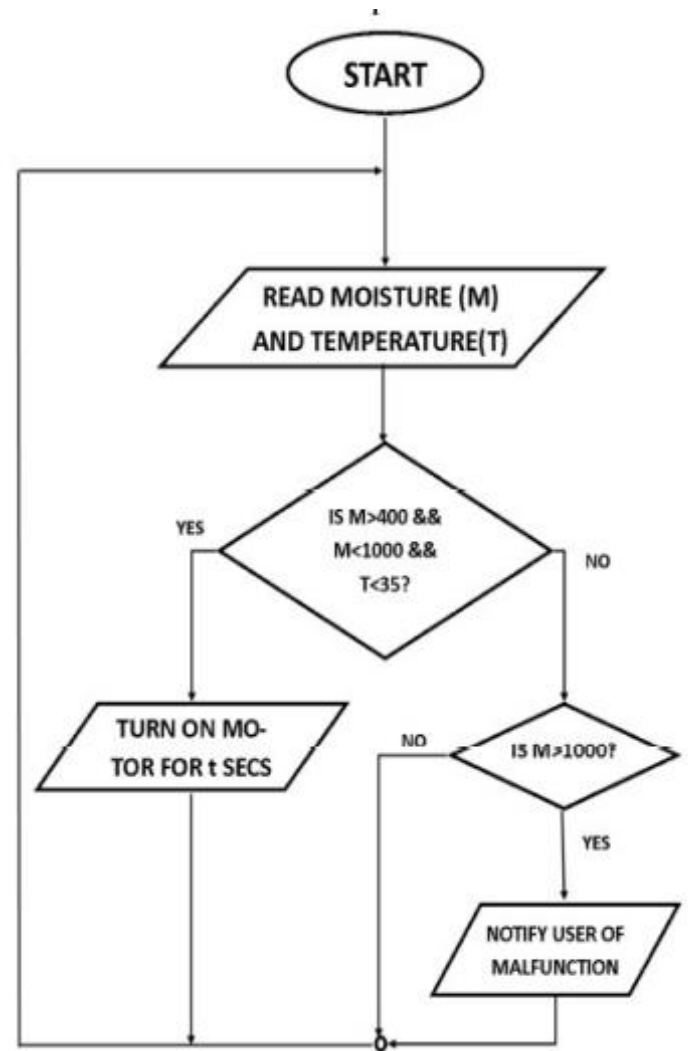 START
READ MOISTURE (M)
AND TEMPERATURE(T)
IS M>400 &&
M<1000 &&
T<35?
YES
NO
TURN ON MO-
TOR FOR t SECS
NO
IS M>1000?
YES
NOTIFY USER OF
MALFUNCTION